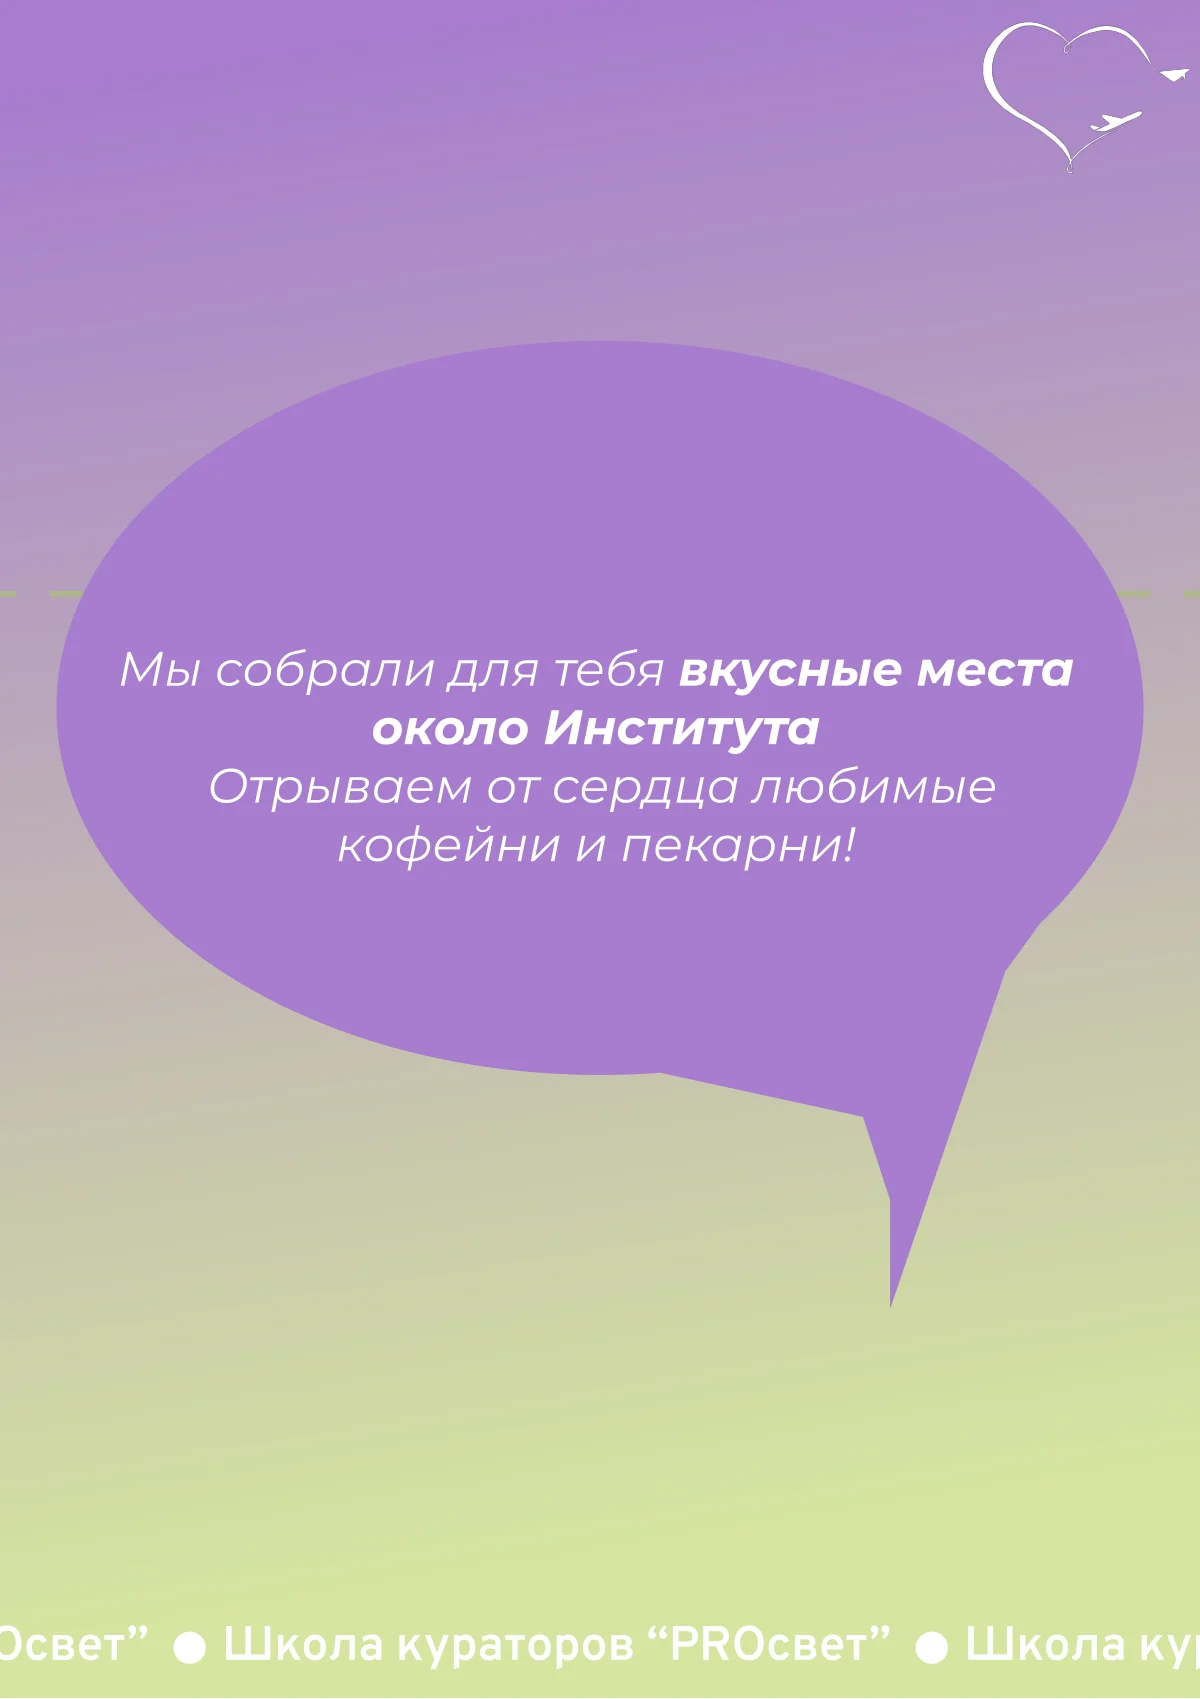 Мы собрали для тебя вкусные места
около Института
Отрываем от сердца любимые
кофейни и пекарни!
Освет” ● Школа кураторов “PROсвет” ● Школа кур